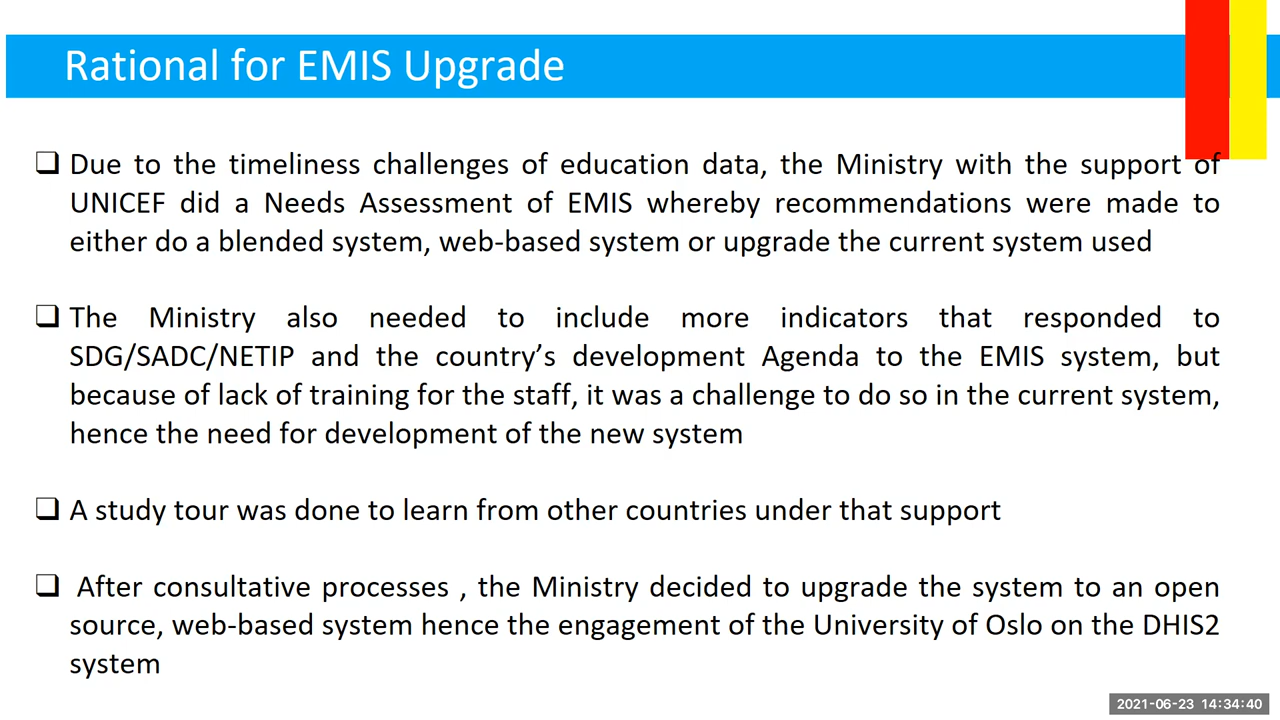 Rational for EMIS Upgrade
❑ Due to the timeliness challenges of education data, the Ministry with the support of
UNICEF did a Needs Assessment of EMIS whereby recommendations were made to
either do a blended system, web-based system or upgrade the current system used
❑ The Ministry also needed to include more indicators that responded to
SDG/SADC/NETIP and the country’s development Agenda to the EMIS system, but
because of lack of training for the staff, it was a challenge to do so in the current system,
hence the need for development of the new system
❑ A study tour was done to learn from other countries under that support
❑ After consultative processes , the Ministry decided to upgrade the system to an open
source, web-based system hence the engagement of the University of Oslo on the DHIS2
system
2021-06-23 14:34:40